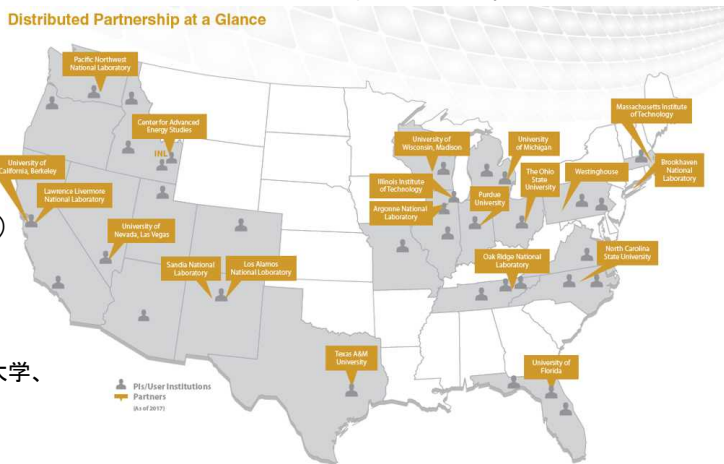 Distributed Partnership at a Glance
Pacific Northwest
National Laboratory
Center for Advanced
Energy Studies
INL
University of
California, Berkeley
Lawrence Livermore
National Laboratory
University of
Nevada, Las Vegas
Sandia National
Laboratory
Los Alamos
National Loboratory
Texas A&M
University
University of
Wisconsin, Madison
Illinois Institute
of Technology
Argonne National
Laboratory
University
of Michigan
Purdue
University
The Ohio
State
University
Westinghouse
Massachusetts Institute
of Technology
Brookhaven
National
Laboratory
Oak Ridge National
Laboratory
North Carolina
State University
University of
Florida
)
大学、
PIs/User Institutions
Partners
(As of 2017)